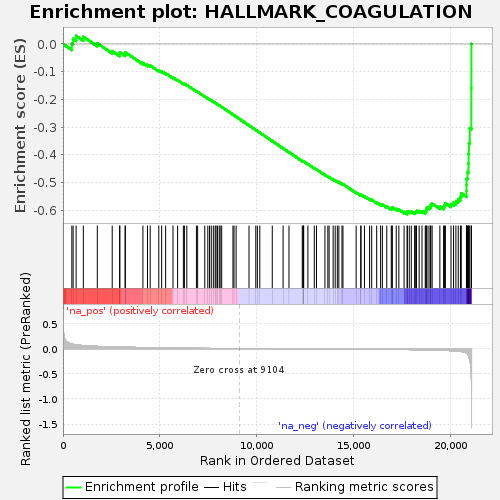 Enrichment plot: HALLMARK_COAGULATION
Enrichment score (ES)
0.0
-0.1
-0.2
-0.3
-0.4
-0.5
-0.6
Ranked list metric (PreRanked)
'na_pos' (positively correlated)
0.5
0.0
-0.5
-1.0
-1.5
Zero cross at 9104
'na_neg' (negatively correlated)
0 5,000 10,000 15,000 20,000
Rank in Ordered Dataset
Enrichment profile Hits Ranking metric scores